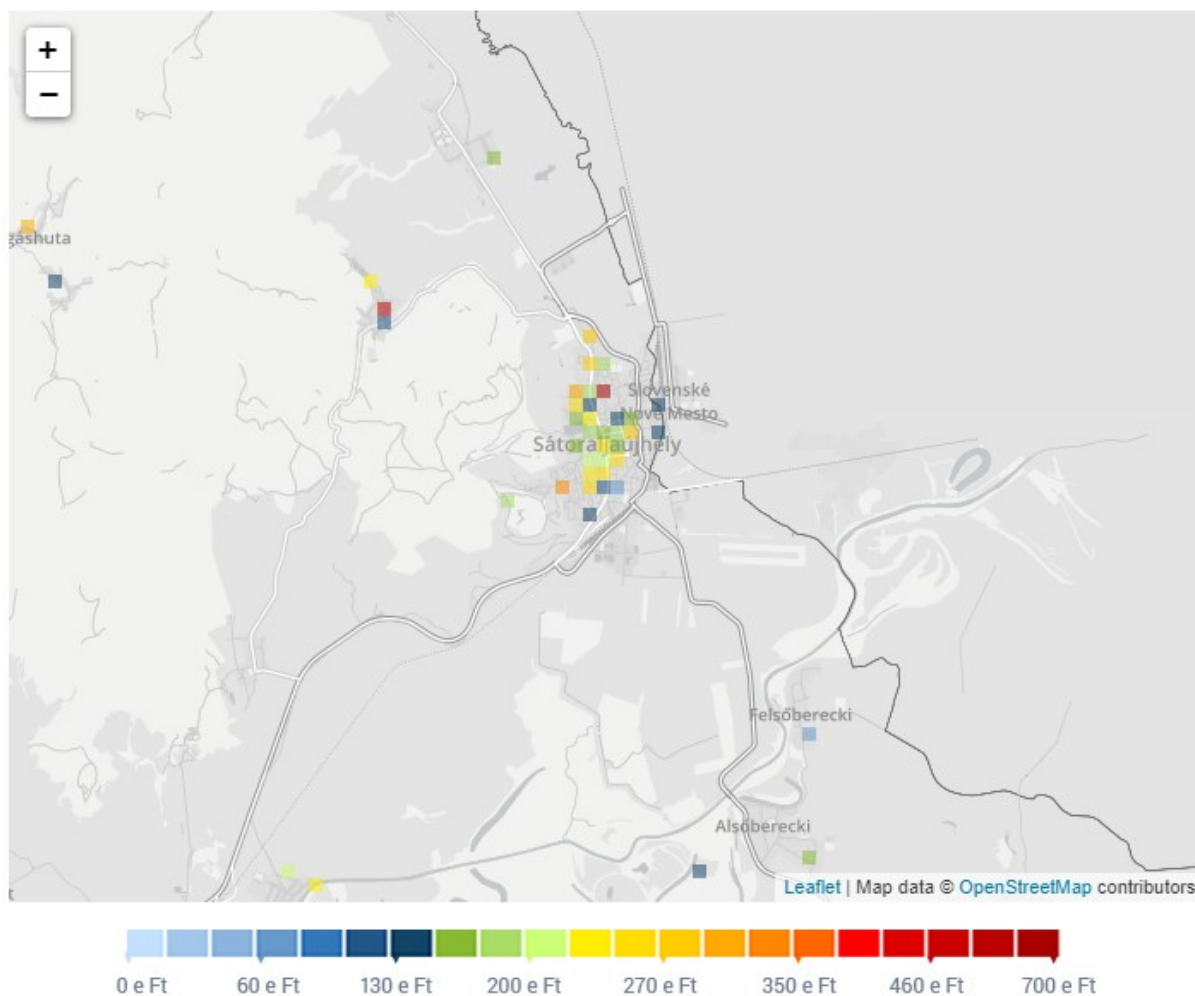 +
−
gáshuta
Slovenské
Nové Mesto
Sátoraljaújhely
Felsőberecki
Alsóberecki
t
Leaflet | Map data © OpenStreetMap contributors
0 e Ft 60 e Ft 130 e Ft 200 e Ft 270 e Ft 350 e Ft 460 e Ft 700 e Ft